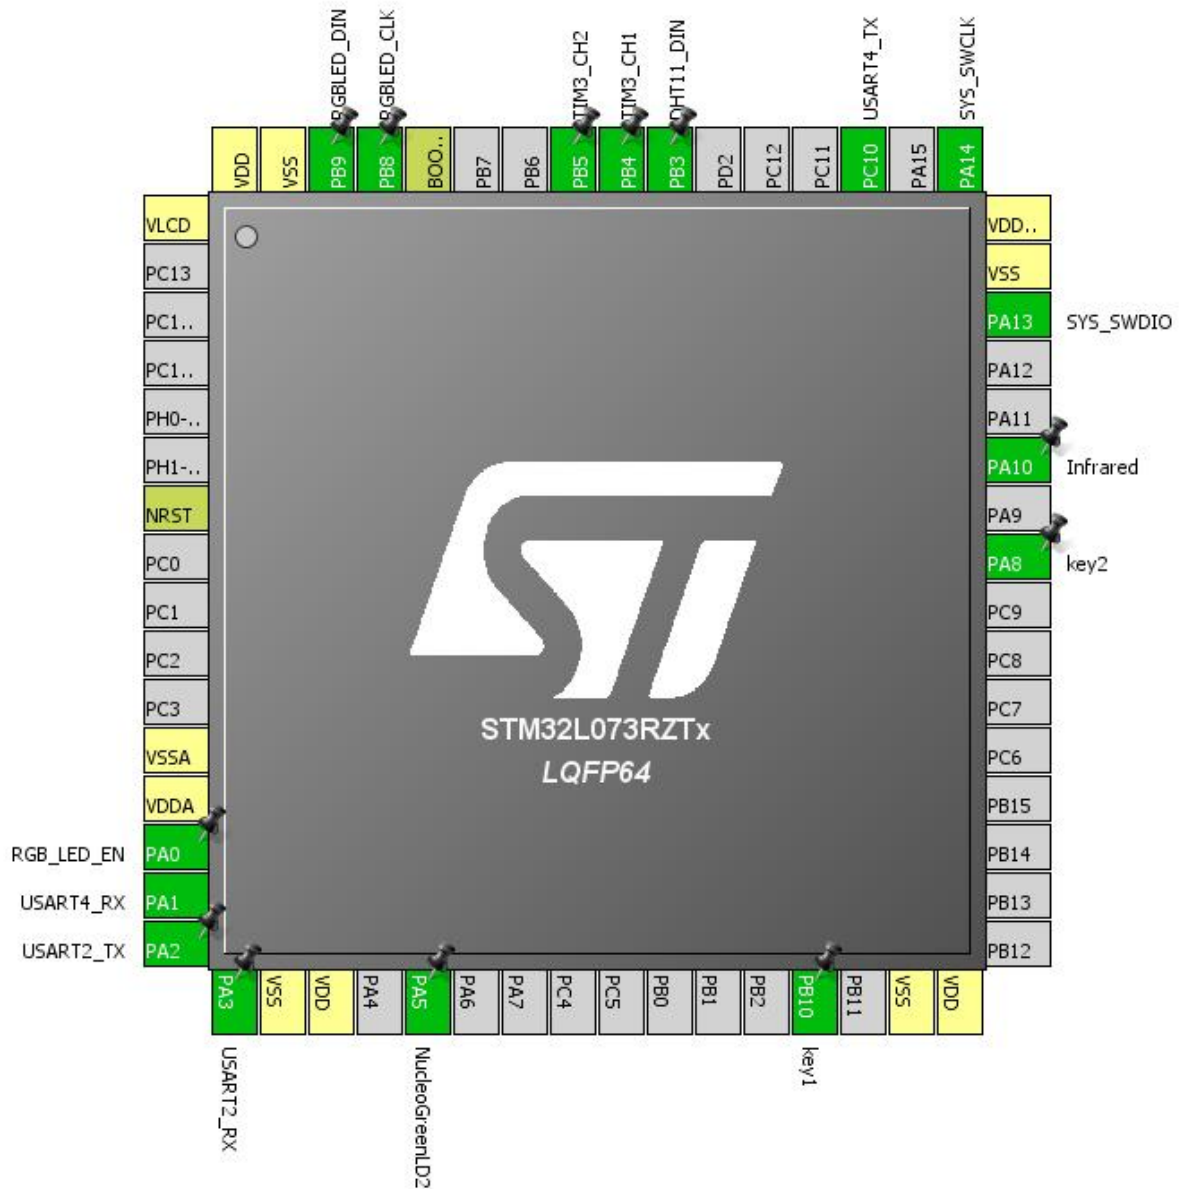 RGBLED_DIN
RGBLED_CLK
TIM3_CH2
TIM3_CH1
DHT11_DIN
USART4_TX
SYS_SWCLK
VDD
VSS
PB9
PB8
BOO..
PB7
PB6
PB5
PB4
PB3
PD2
PC12
PC11
PC10
PA15
PA14
VLCD
PC13
PC1..
PC1..
PH0-..
PH1-..
NRST
PC0
PC1
PC2
PC3
VSSA
VDDA
RGB_LED_EN PA0
USART4_RX PA1
USART2_TX PA2
STM32L073RZTx
LQFP64
VDD..
VSS
PA13 SYS_SWDIO
PA12
PA11
PA10 Infrared
PA9
PA8 key2
PC9
PC8
PC7
PC6
PB15
PB14
PB13
PB12
PA3
VSS
VDD
PA4
PA5
PA6
PA7
PC4
PC5
PB0
PB1
PB2
PB10
PB11
VSS
VDD
USART2_RX
NucleoGreenLD2
key1